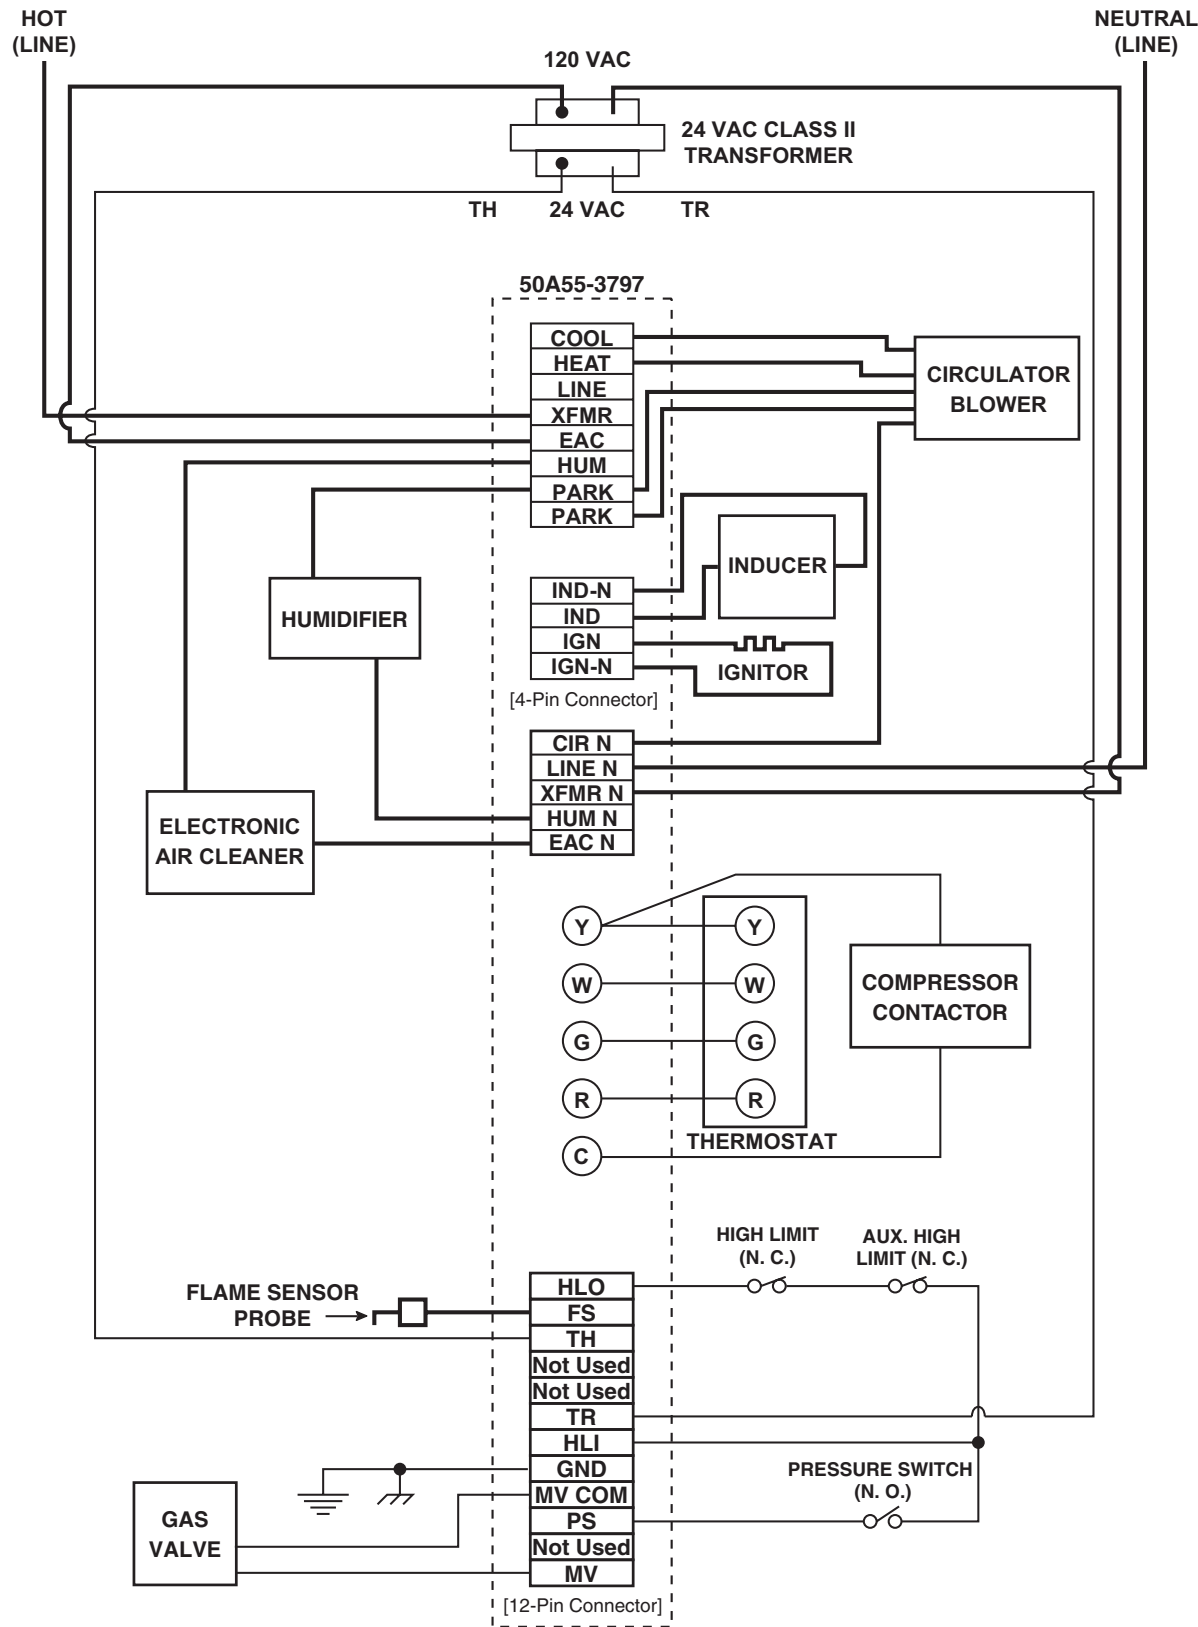 HOT
(LINE)
NEUTRAL
(LINE)
120 VAC
24 VAC CLASS II
TRANSFORMER
TH
24 VAC
TR
50A55-3797
COOL
HEAT
LINE
XFMR
EAC
HUM
PARK
PARK
CIRCULATOR
BLOWER
INDUCER
HUMIDIFIER
IND-N
IND
IGN
IGN-N
IGNITOR
[4-Pin Connector]
CIR N
LINE N
XFMR N
HUM N
EAC N
ELECTRONIC
AIR CLEANER
Y
W
G
R
C
Y
W
G
R
THERMOSTAT
COMPRESSOR
CONTACTOR
HIGH LIMIT
(N. C.)
AUX. HIGH
LIMIT (N. C.)
FLAME SENSOR
PROBE
HLO
FS
TH
Not Used
Not Used
TR
HLI
GND
MV COM
PS
Not Used
MV
PRESSURE SWITCH
(N. O.)
GAS
VALVE
[12-Pin Connector]